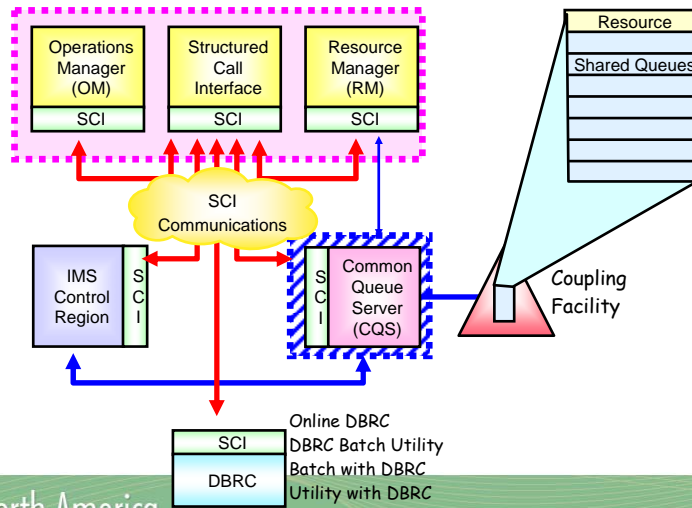 Operations
Manager
(OM)
SCI
Structured
Call
Interface
SCI
Resource
Manager
(RM)
SCI
Resource
Shared Queues
SCI
Communications
IMS
Control
Region
S
C
I
S
C
I
Common
Queue
Server
(CQS)
Coupling
Facility
SCI
DBRC
Online DBRC
DBRC Batch Utility
Batch with DBRC
Utility with DBRC
North America